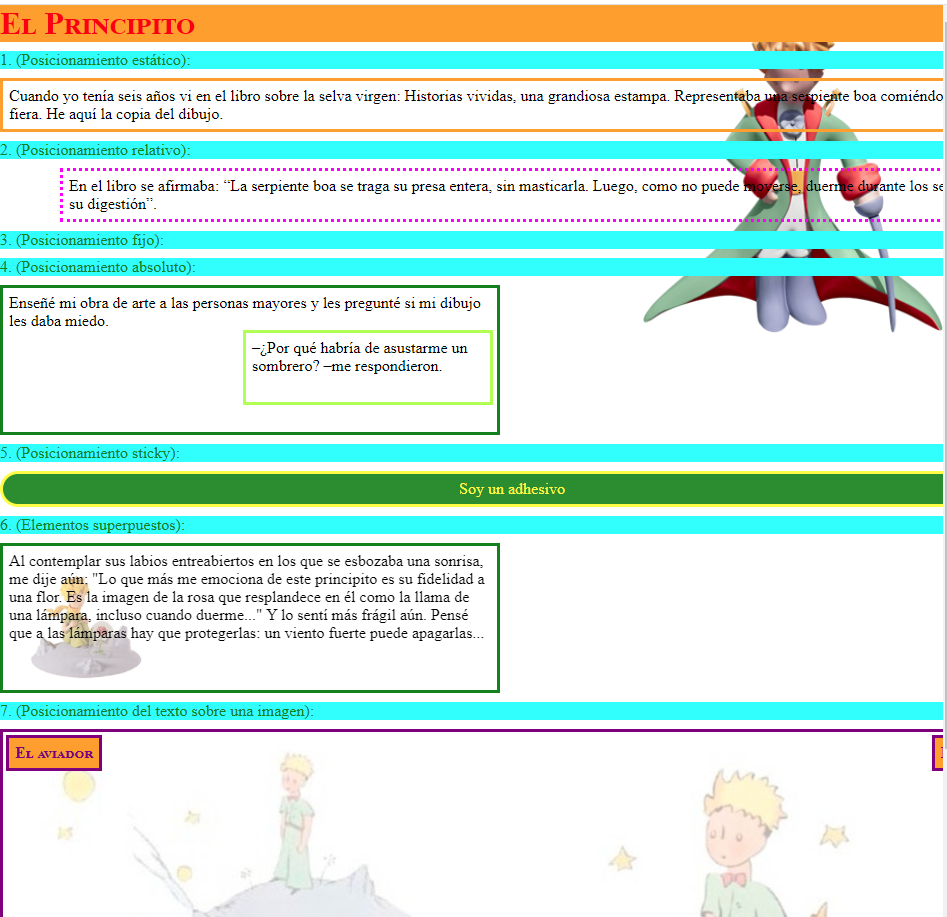 El Principito
1. (Posicionamiento estático):
Cuando yo tenía seis años vi en el libro sobre la selva virgen: Historias vividas, una grandiosa estampa. Representaba una serpiente boa comiéndo
fiera. He aquí la copia del dibujo.
2. (Posicionamiento relativo):
En el libro se afirmaba: “La serpiente boa se traga su presa entera, sin masticarla. Luego, como no puede moverse, duerme durante los se
su digestión”.
3. (Posicionamiento fijo):
4. (Posicionamiento absoluto):
Enseñé mi obra de arte a las personas mayores y les pregunté si mi dibujo
les daba miedo.
–¿Por qué habría de asustarme un
sombrero? –me respondieron.
5. (Posicionamiento sticky):
Soy un adhesivo
6. (Elementos superpuestos):
Al contemplar sus labios entreabiertos en los que se esbozaba una sonrisa,
me dije aún: "Lo que más me emociona de este principito es su fidelidad a
una flor. Es la imagen de la rosa que resplandece en él como la llama de
una lámpara, incluso cuando duerme..." Y lo sentí más frágil aún. Pensé
que a las lámparas hay que protegerlas: un viento fuerte puede apagarlas...
7. (Posicionamiento del texto sobre una imagen):
El aviador